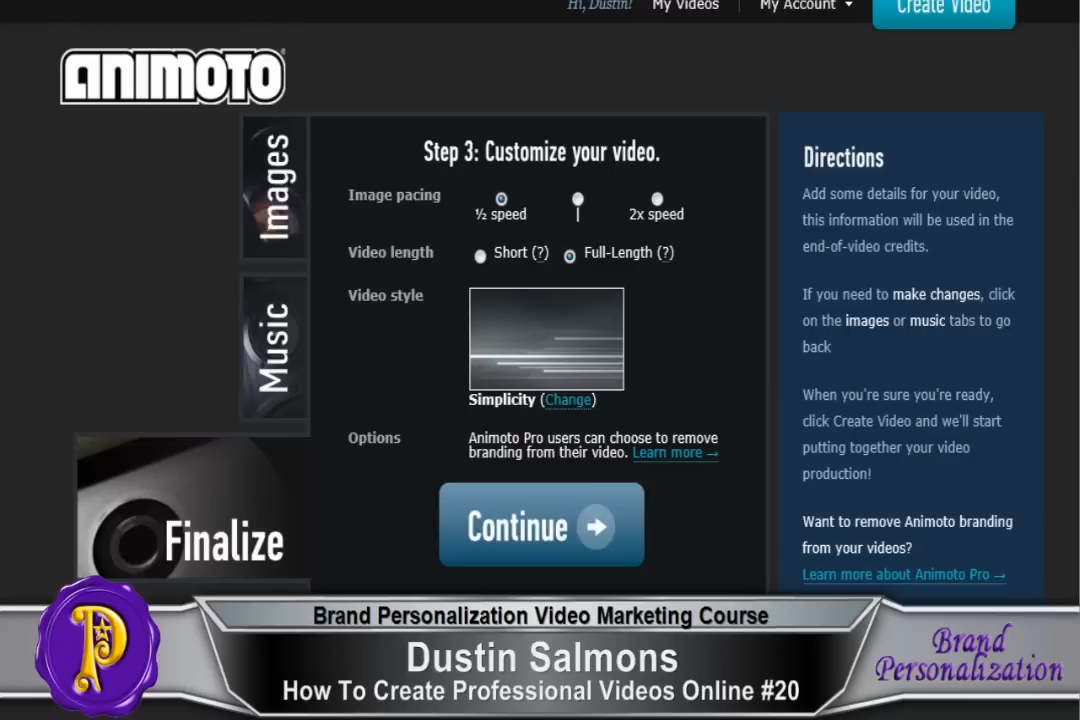 Hi, Dustin! My Videos | My Account Create Video
ANIMOTO
Images
Music
Finalize
Step 3: Customize your video.
Image pacing
½ speed | 2x speed
Video length Short (?) Full-Length (?)
Video style
Simplicity (Change)
Options
Animoto Pro users can choose to remove
branding from their video. Learn more →
Continue
Directions
Add some details for your video,
this information will be used in the
end-of-video credits.
If you need to make changes, click
on the images or music tabs to go
back
When you're sure you're ready,
click Create Video and we'll start
putting together your video
production!
Want to remove Animoto branding
from your videos?
Learn more about Animoto Pro →
P
Brand Personalization Video Marketing Course
Dustin Salmons
How To Create Professional Videos Online #20
Brand
Personalization